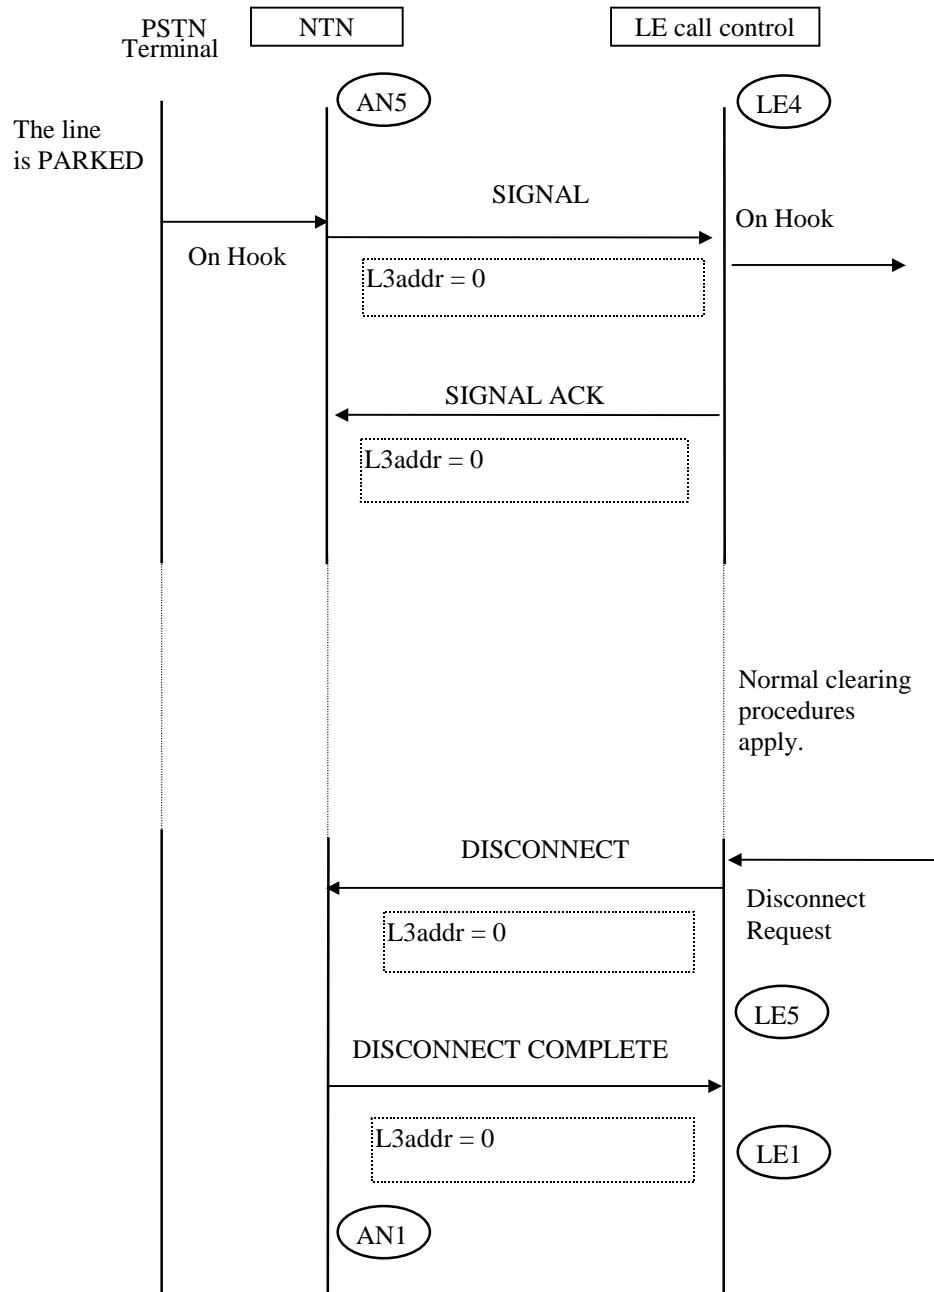 PSTN
Terminal
NTN
LE call control
AN5
LE4
The line
is PARKED
SIGNAL
On Hook
On Hook
L3addr = 0
SIGNAL ACK
L3addr = 0
Normal clearing
procedures
apply.
DISCONNECT
Disconnect
Request
L3addr = 0
LE5
DISCONNECT COMPLETE
L3addr = 0
LE1
AN1